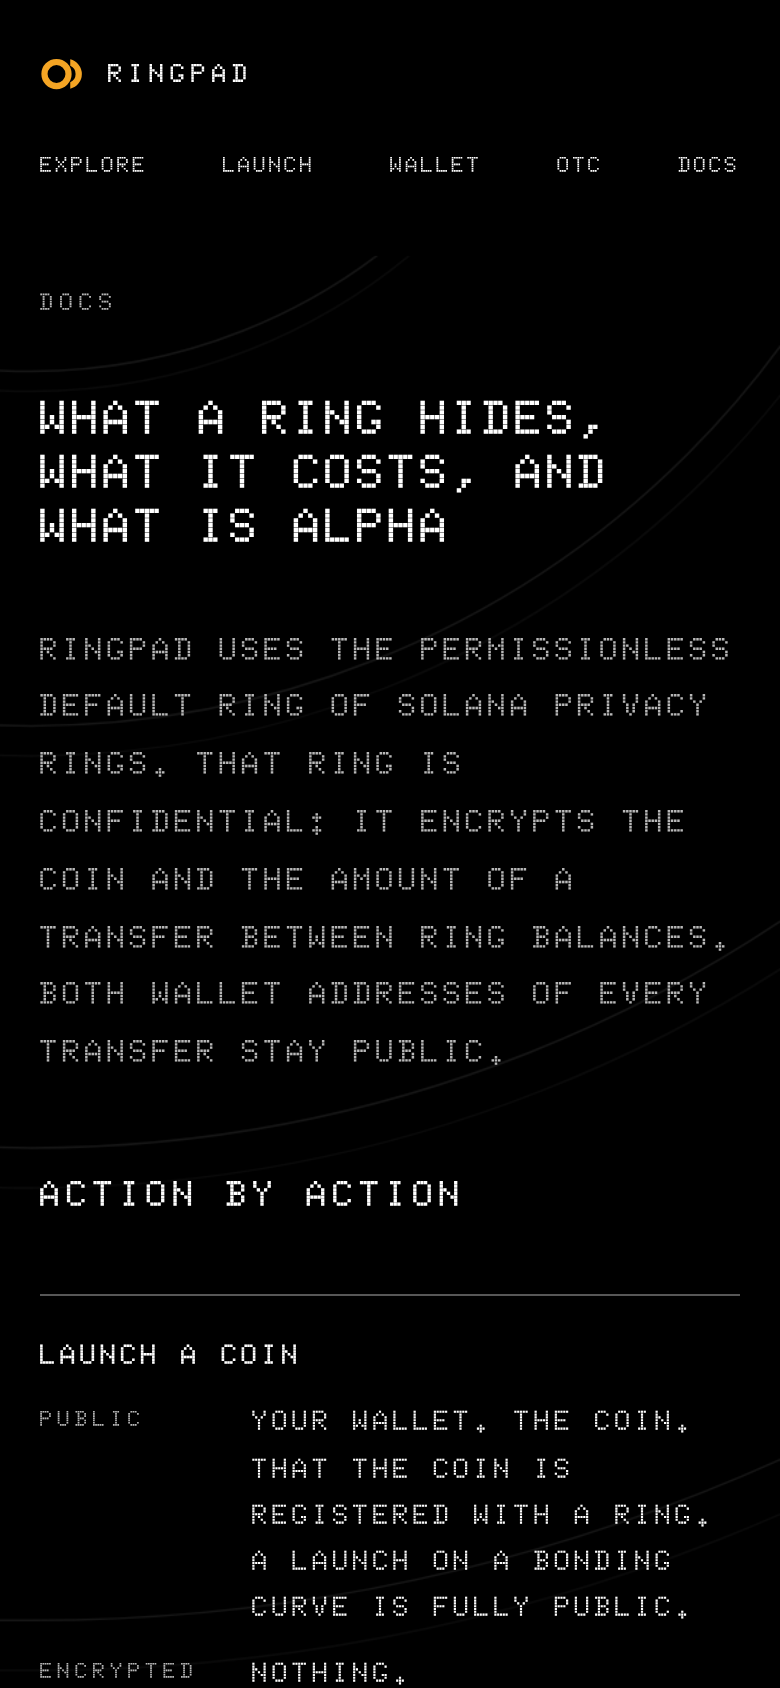 RINGPAD
EXPLORE LAUNCH WALLET OTC DOCS
DOCS
WHAT A RING HIDES,
WHAT IT COSTS, AND
WHAT IS ALPHA
RINGPAD USES THE PERMISSIONLESS
DEFAULT RING OF SOLANA PRIVACY
RINGS. THAT RING IS
CONFIDENTIAL: IT ENCRYPTS THE
COIN AND THE AMOUNT OF A
TRANSFER BETWEEN RING BALANCES.
BOTH WALLET ADDRESSES OF EVERY
TRANSFER STAY PUBLIC.
ACTION BY ACTION
LAUNCH A COIN
PUBLIC YOUR WALLET. THE COIN.
THAT THE COIN IS
REGISTERED WITH A RING.
A LAUNCH ON A BONDING
CURVE IS FULLY PUBLIC.
ENCRYPTED NOTHING.